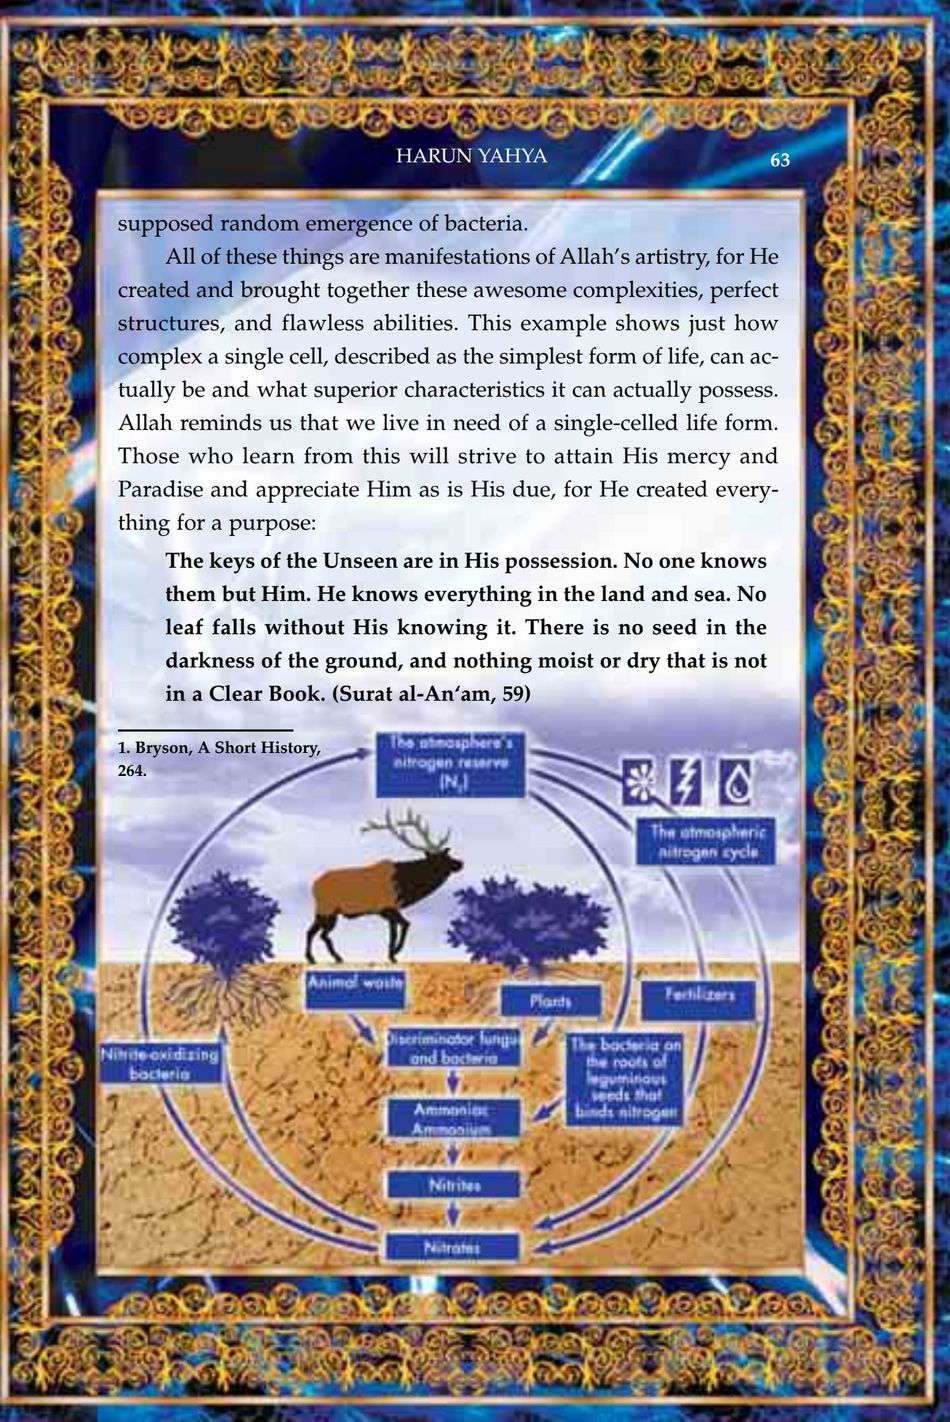 HARUN YAHYA
63
supposed random emergence of bacteria.
All of these things are manifestations of Allah's artistry, for He
created and brought together these awesome complexities, perfect
structures, and flawless abilities. This example shows just how
complex a single cell, described as the simplest form of life, can ac-
tually be and what superior characteristics it can actually possess.
Allah reminds us that we live in need of a single-celled life form.
Those who learn from this will strive to attain His mercy and
Paradise and appreciate Him as is His due, for He created every-
thing for a purpose:
The keys of the Unseen are in His possession. No one knows
them but Him. He knows everything in the land and sea. No
leaf falls without His knowing it. There is no seed in the
darkness of the ground, and nothing moist or dry that is not
in a Clear Book. (Surat al-An‘am, 59)
1. Bryson, A Short History,
264.
The atmosphere's
nitrogen reserve
(N2)
The atmospheric
nitrogen cycle
Animal waste
Plants
Fertilizers
Discriminator fungu
and bacteria
The bacteria on
the roots of
leguminous
seeds that
binds nitrogen
Nitrite-oxidizing
bacteria
Ammoniac
Ammonium
Nitrites
Nitrates